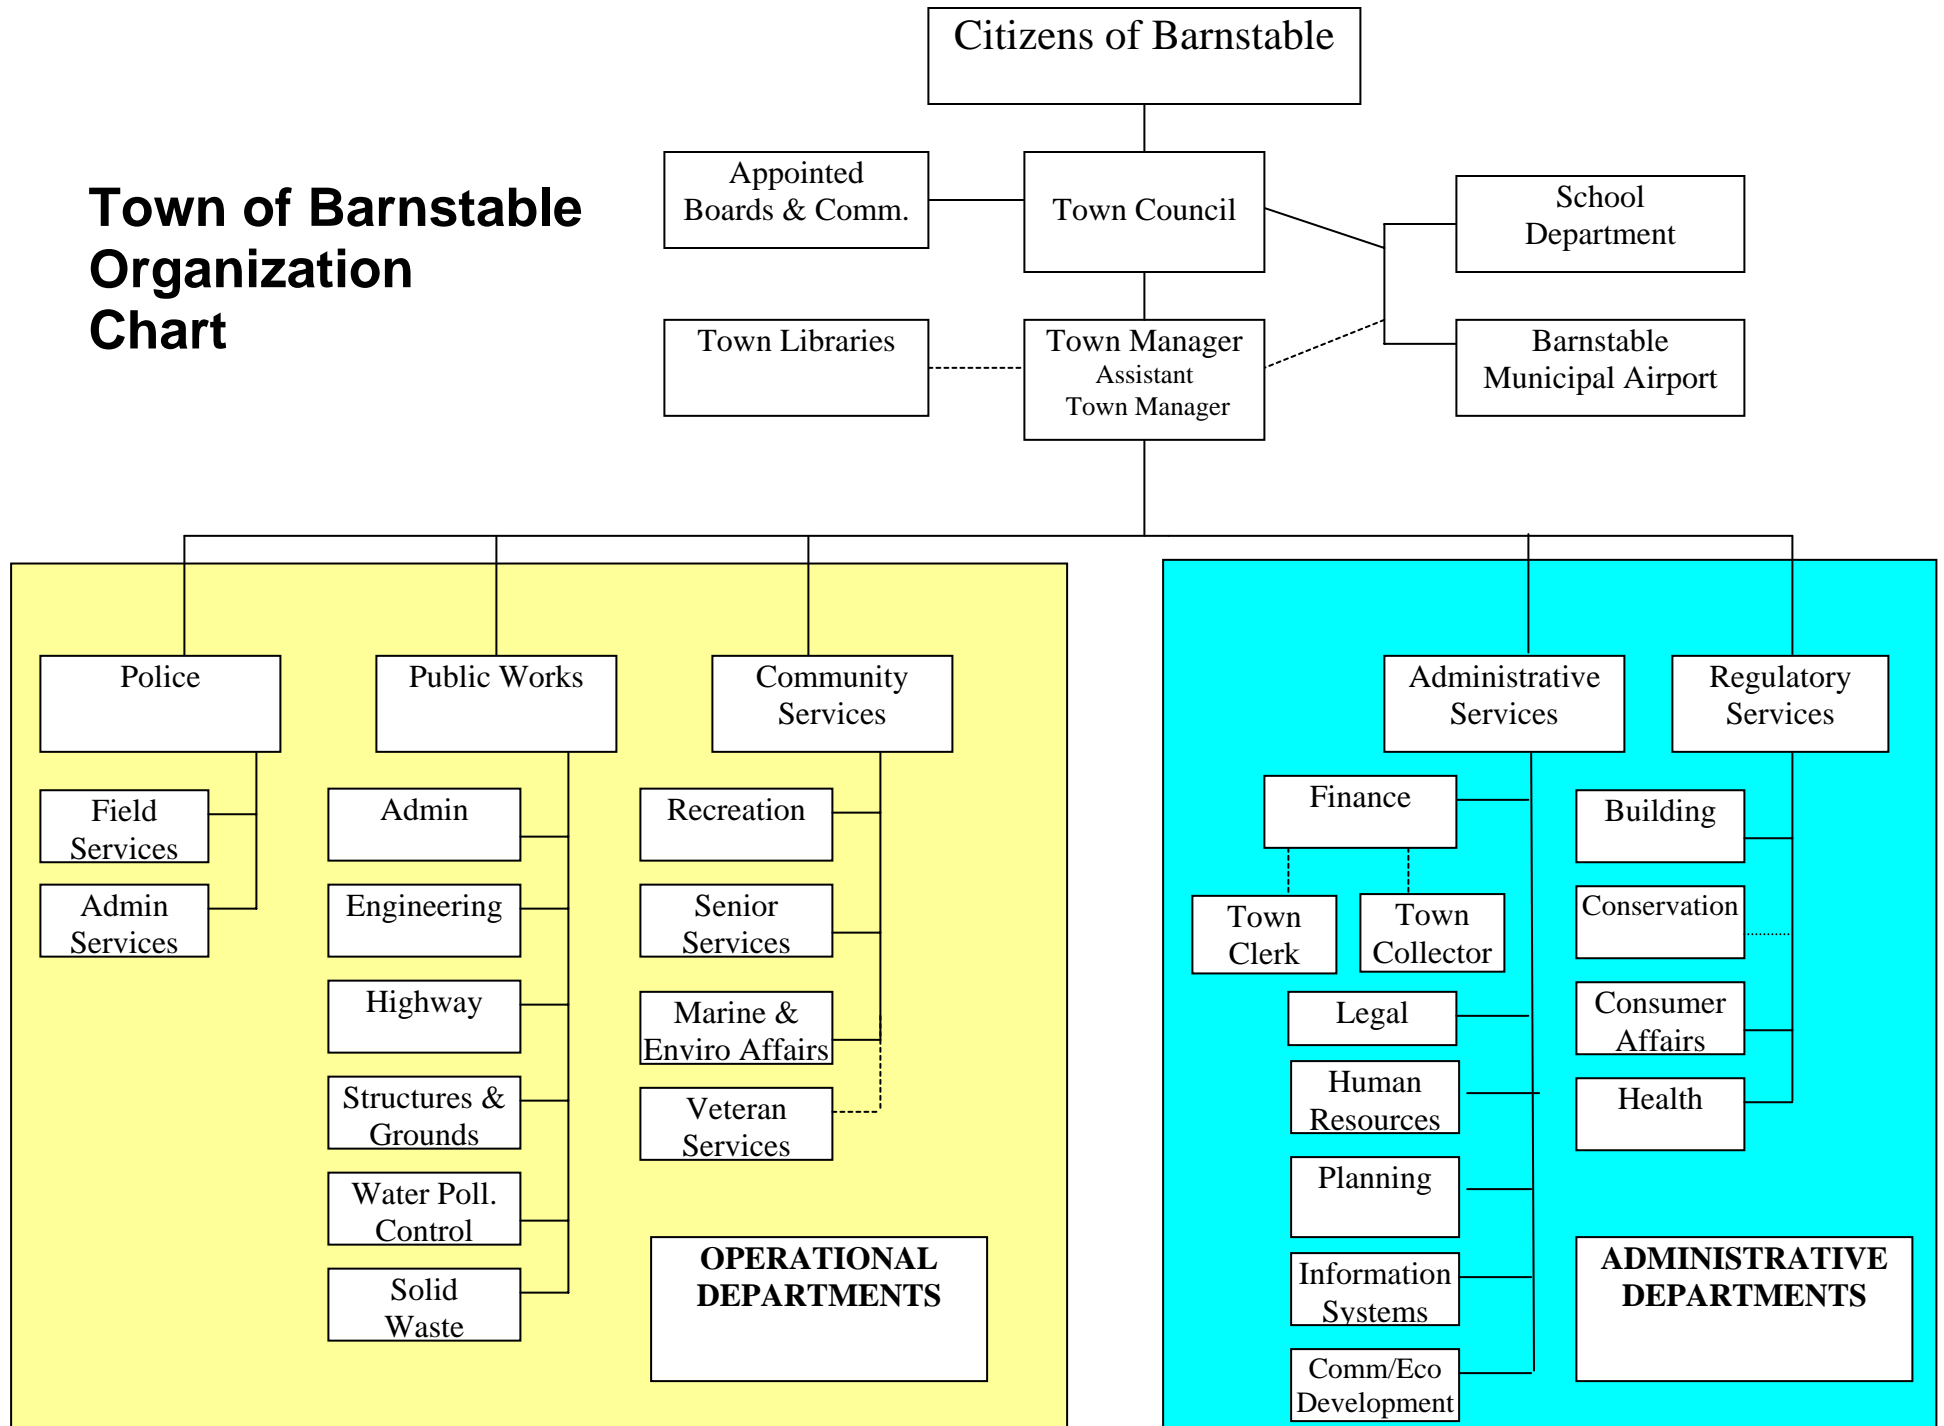 Citizens of Barnstable
Town of Barnstable
Organization
Chart
Appointed
Boards & Comm.
Town Council
School
Department
Town Libraries
Town Manager
Assistant
Town Manager
Barnstable
Municipal Airport
Police
Public Works
Community
Services
Administrative
Services
Regulatory
Services
Field
Services
Admin
Services
Admin
Engineering
Highway
Structures &
Grounds
Water Poll.
Control
Solid
Waste
Recreation
Senior
Services
Marine &
Enviro Affairs
Veteran
Services
OPERATIONAL
DEPARTMENTS
Finance
Town
Clerk
Town
Collector
Legal
Human
Resources
Planning
Information
Systems
Comm/Eco
Development
Building
Conservation
Consumer
Affairs
Health
ADMINISTRATIVE
DEPARTMENTS